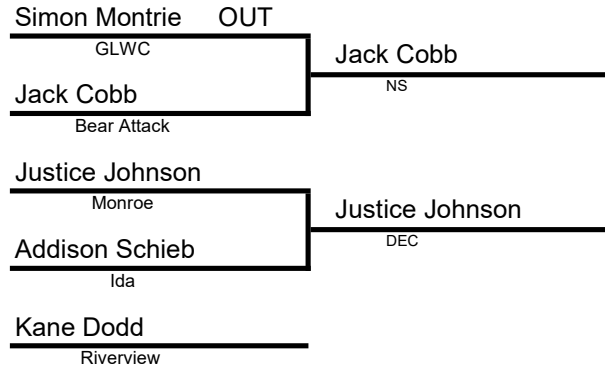 Simon Montrie OUT
GLWC
Jack Cobb
NS
Jack Cobb
Bear Attack
Justice Johnson
Monroe
Justice Johnson
DEC
Addison Schieb
Ida
Kane Dodd
Riverview